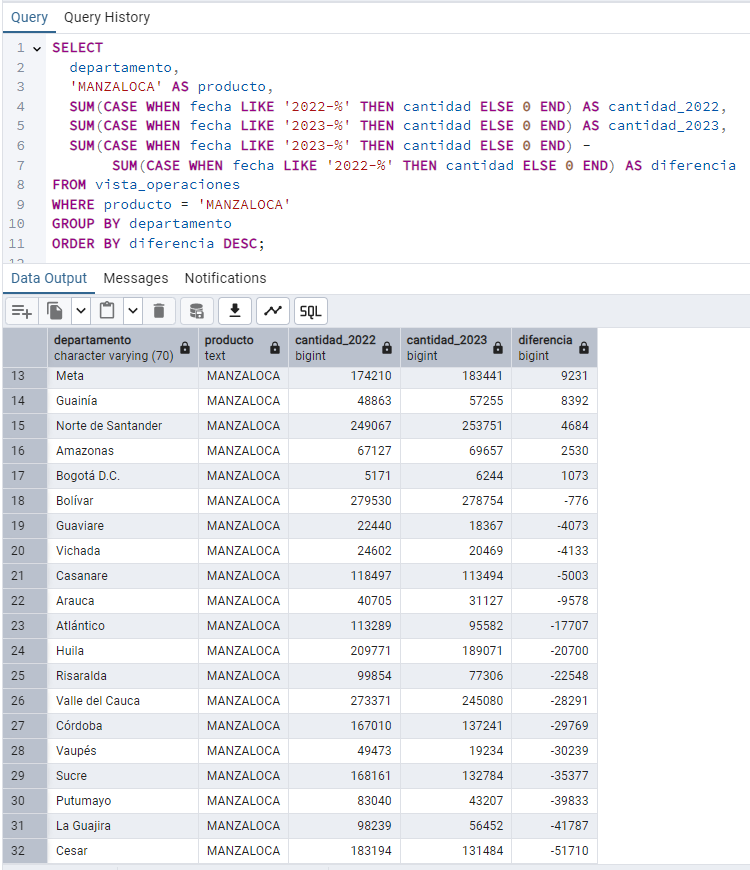 Query Query History
1 SELECT
2 departamento,
3 'MANZALOCA' AS producto,
4 SUM(CASE WHEN fecha LIKE '2022-%' THEN cantidad ELSE 0 END) AS cantidad_2022,
5 SUM(CASE WHEN fecha LIKE '2023-%' THEN cantidad ELSE 0 END) AS cantidad_2023,
6 SUM(CASE WHEN fecha LIKE '2023-%' THEN cantidad ELSE 0 END) -
7 SUM(CASE WHEN fecha LIKE '2022-%' THEN cantidad ELSE 0 END) AS diferencia
8 FROM vista_operaciones
9 WHERE producto = 'MANZALOCA'
10 GROUP BY departamento
11 ORDER BY diferencia DESC;
Data Output Messages Notifications
SQL
departamento producto cantidad_2022 cantidad_2023 diferencia
character varying (70) text bigint bigint bigint
13 Meta MANZALOCA 174210 183441 9231
14 Guainía MANZALOCA 48863 57255 8392
15 Norte de Santander MANZALOCA 249067 253751 4684
16 Amazonas MANZALOCA 67127 69657 2530
17 Bogotá D.C. MANZALOCA 5171 6244 1073
18 Bolívar MANZALOCA 279530 278754 -776
19 Guaviare MANZALOCA 22440 18367 -4073
20 Vichada MANZALOCA 24602 20469 -4133
21 Casanare MANZALOCA 118497 113494 -5003
22 Arauca MANZALOCA 40705 31127 -9578
23 Atlántico MANZALOCA 113289 95582 -17707
24 Huila MANZALOCA 209771 189071 -20700
25 Risaralda MANZALOCA 99854 77306 -22548
26 Valle del Cauca MANZALOCA 273371 245080 -28291
27 Córdoba MANZALOCA 167010 137241 -29769
28 Vaupés MANZALOCA 49473 19234 -30239
29 Sucre MANZALOCA 168161 132784 -35377
30 Putumayo MANZALOCA 83040 43207 -39833
31 La Guajira MANZALOCA 98239 56452 -41787
32 Cesar MANZALOCA 183194 131484 -51710